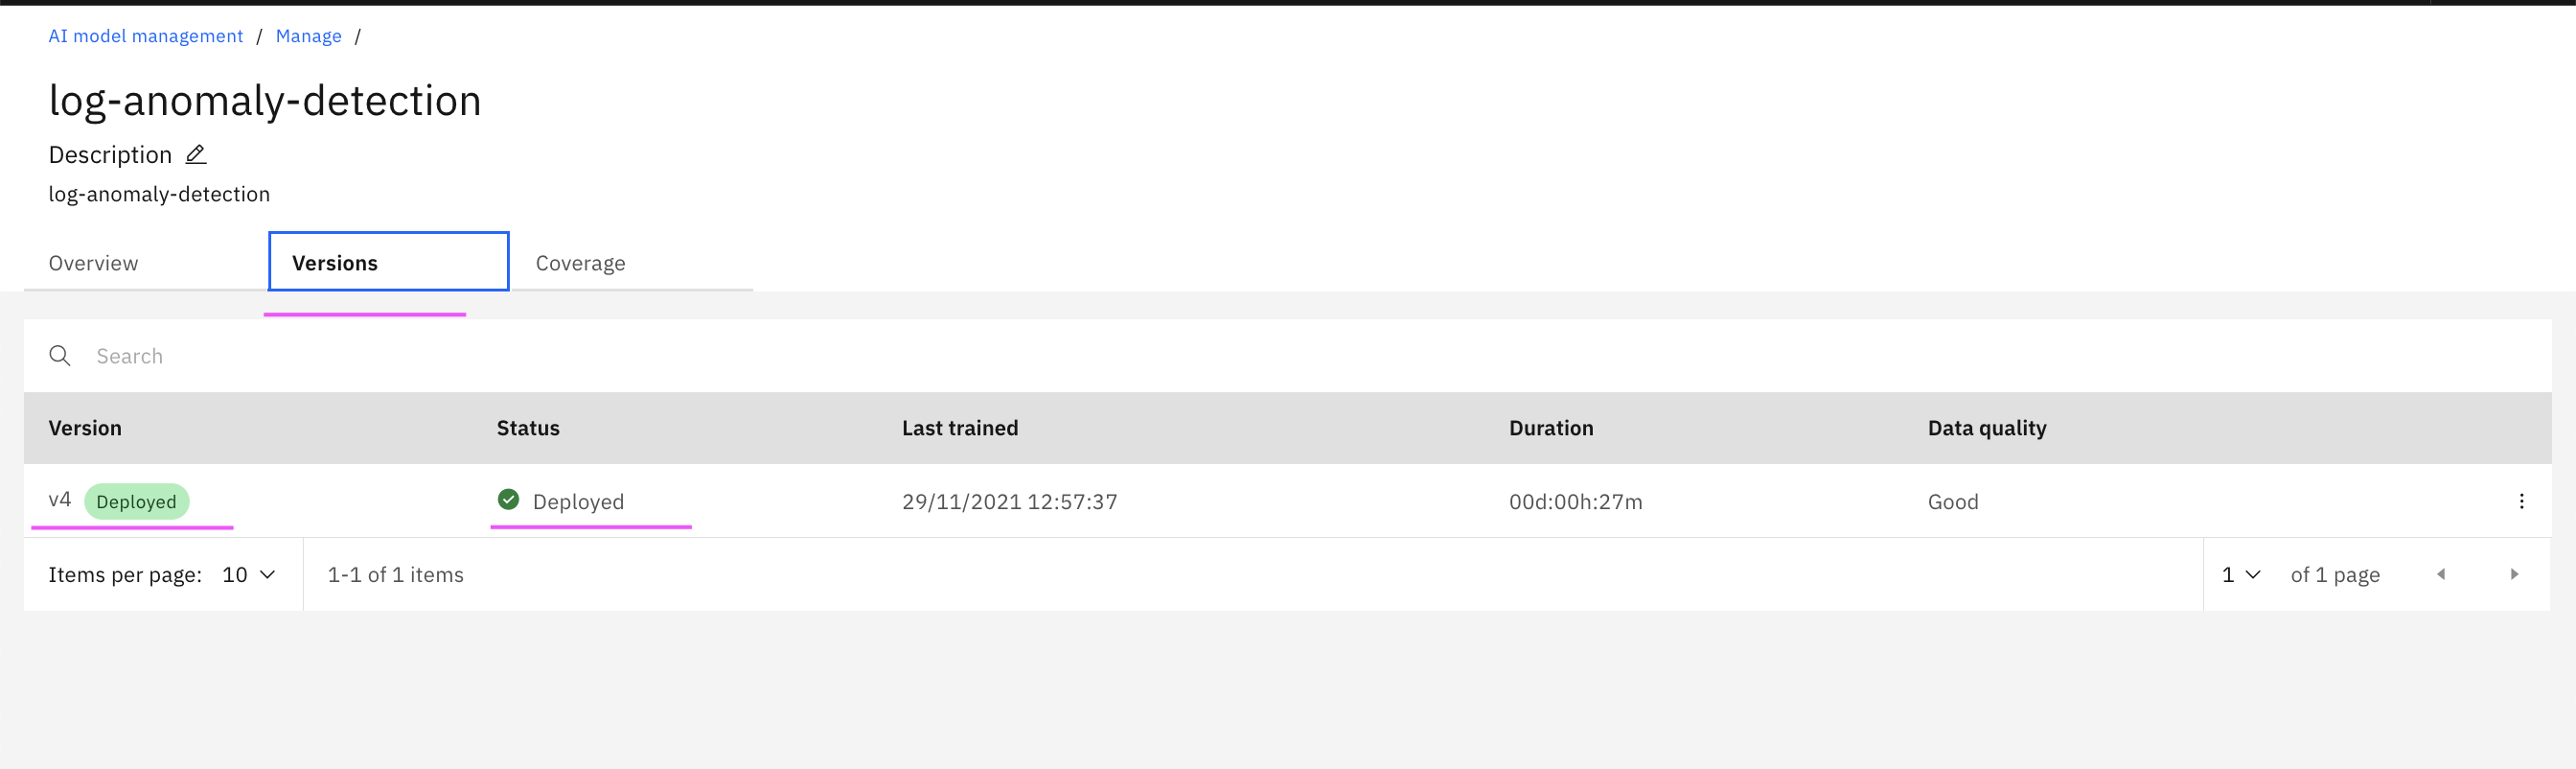 AI model management / Manage /
log-anomaly-detection
Description
log-anomaly-detection
Overview Versions Coverage
Search
Version Status Last trained Duration Data quality
v4 Deployed Deployed 29/11/2021 12:57:37 00d:00h:27m Good
Items per page: 10 1-1 of 1 items 1 of 1 page